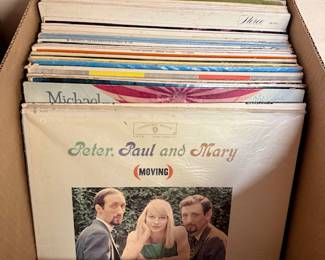 Stereo
Michael
Peter, Paul and Mary
(MOVING)